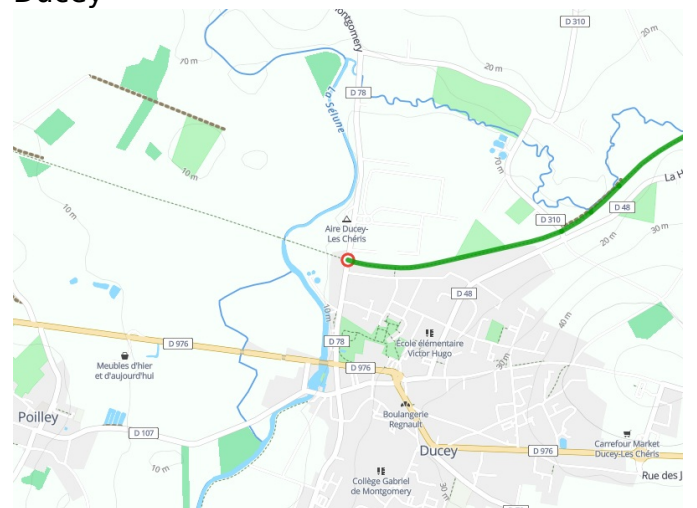 Ducey
ontgomery
D 310
70 m
20 m
20 m
D 78
la Sélune
10 m
70 m
La H
D 48
D 310
10 m
Aire Ducey-
Les Chéris
20 m
30 m
D 48
10 m
40 m
D 976
D 78
École élémentaire
Victor Hugo
30 m
Meubles d'hier
et d'aujourd'hui
D 976
Poilley
Boulangerie
Regnault
D 107
Ducey
D 976
Carrefour Market
Ducey-Les Chéris
10 m
Collège Gabriel
de Montgomery
Rue des J
30 m